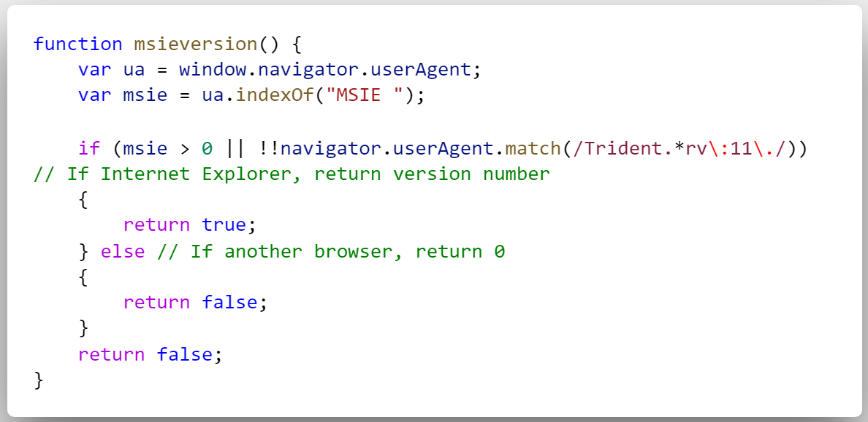 function msieversion() {
    var ua = window.navigator.userAgent;
    var msie = ua.indexOf("MSIE ");

    if (msie > 0 || !!navigator.userAgent.match(/Trident.*rv\:11\./))
// If Internet Explorer, return version number
    {
        return true;
    } else // If another browser, return 0
    {
        return false;
    }
    return false;
}